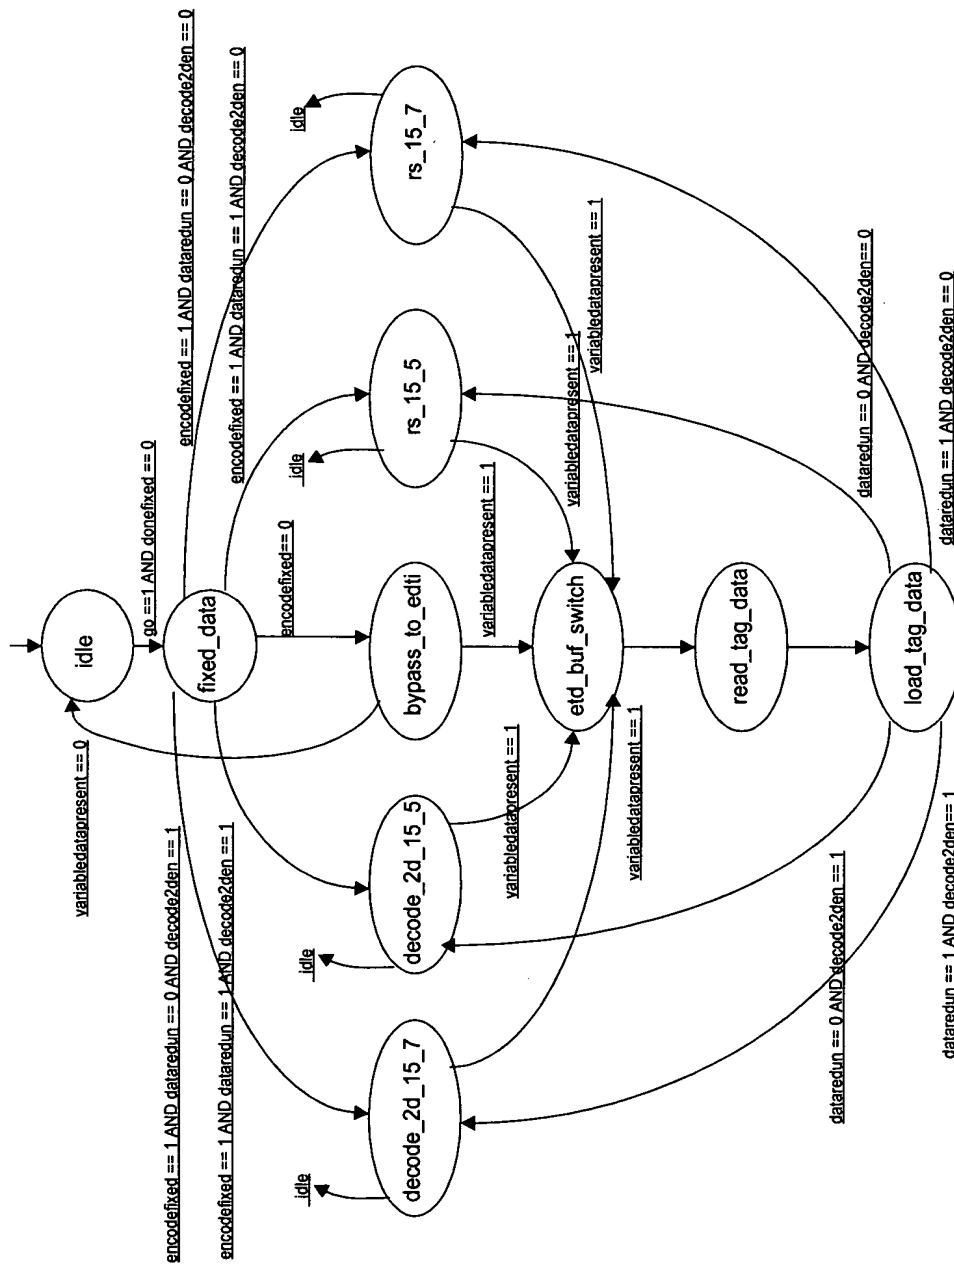 idle
go ==1 AND donefixed == 0
variabledatapresent == 0
fixed_data
encodefixed == 1 AND dataredun == 0 AND decode2den == 1
encodefixed == 1 AND dataredun == 1 AND decode2den == 1
encodefixed== 0
encodefixed == 1 AND dataredun == 0 AND decode2den == 0
encodefixed == 1 AND dataredun == 1 AND decode2den == 0
idle
idle
idle
idle
decode_2d_15_7
decode_2d_15_5
bypass_to_edti
rs_15_5
rs_15_7
variabledatapresent == 1
variabledatapresent == 1
variabledatapresent == 1
variabledatapresent == 1
variabledatapresent == 1
etd_buf_switch
read_tag_data
load_tag_data
dataredun == 0 AND decode2den == 1
dataredun == 1 AND decode2den== 1
dataredun == 0 AND decode2den== 0
dataredun == 1 AND decode2den == 0